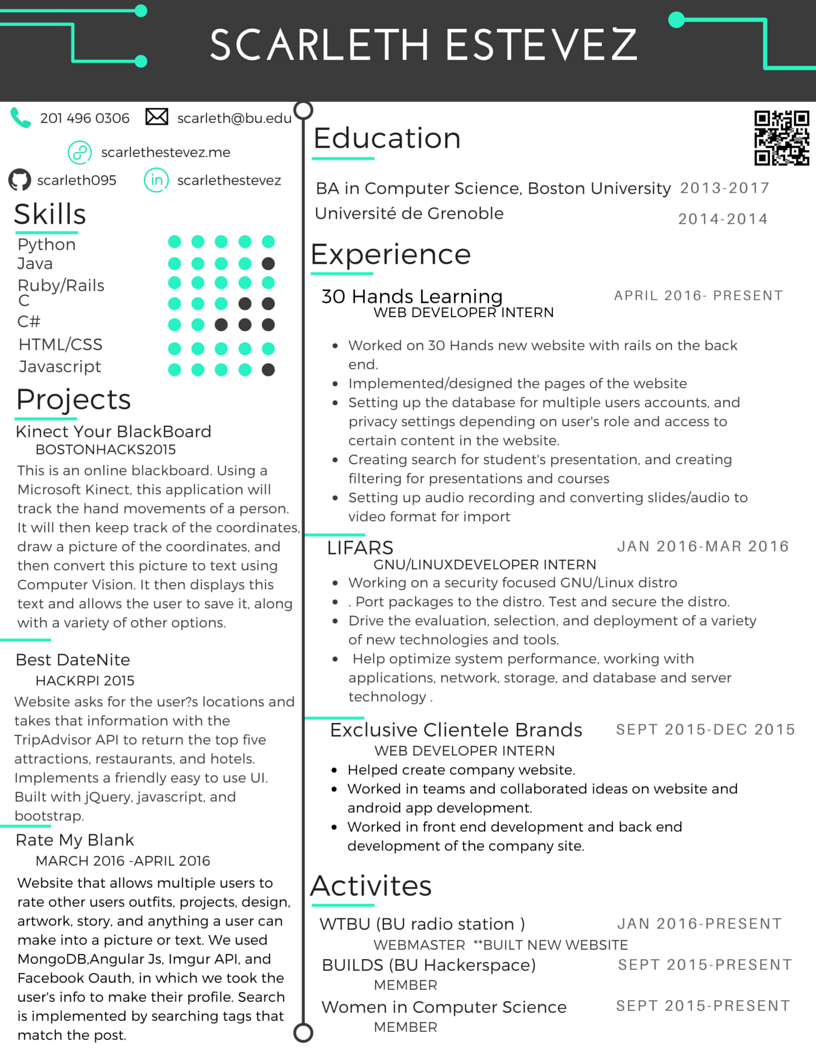 SCARLETH ESTEVEZ
201 496 0306
scarleth@bu.edu
scarlethestevez.me
scarleth095
in
scarlethestevez
Skills
Python
Java
Ruby/Rails
C
C#
HTML/CSS
Javascript
Projects
Kinect Your BlackBoard
BOSTONHACKS2015
This is an online blackboard. Using a
Microsoft Kinect, this application will
track the hand movements of a person.
It will then keep track of the coordinates,
draw a picture of the coordinates, and
then convert this picture to text using
Computer Vision. It then displays this
text and allows the user to save it, along
with a variety of other options.
Best DateNite
HACKRPI 2015
Website asks for the user?s locations and
takes that information with the
TripAdvisor API to return the top five
attractions, restaurants, and hotels.
Implements a friendly easy to use UI.
Built with jQuery, javascript, and
bootstrap.
Rate My Blank
MARCH 2016 -APRIL 2016
Website that allows multiple users to
rate other users outfits, projects, design,
artwork, story, and anything a user can
make into a picture or text. We used
MongoDB,Angular Js, Imgur API, and
Facebook Oauth, in which we took the
user's info to make their profile. Search
is implemented by searching tags that
match the post.
Education
BA in Computer Science, Boston University 2013-2017
Université de Grenoble 2014-2014
Experience
30 Hands Learning APRIL 2016- PRESENT
WEB DEVELOPER INTERN
• Worked on 30 Hands new website with rails on the back
end.
• Implemented/designed the pages of the website
• Setting up the database for multiple users accounts, and
privacy settings depending on user's role and access to
certain content in the website.
• Creating search for student's presentation, and creating
filtering for presentations and courses
• Setting up audio recording and converting slides/audio to
video format for import
LIFARS JAN 2016-MAR 2016
GNU/LINUXDEVELOPER INTERN
• Working on a security focused GNU/Linux distro
• . Port packages to the distro. Test and secure the distro.
• Drive the evaluation, selection, and deployment of a variety
of new technologies and tools.
• Help optimize system performance, working with
applications, network, storage, and database and server
technology .
Exclusive Clientele Brands SEPT 2015-DEC 2015
WEB DEVELOPER INTERN
• Helped create company website.
• Worked in teams and collaborated ideas on website and
android app development.
• Worked in front end development and back end
development of the company site.
Activites
WTBU (BU radio station ) JAN 2016-PRESENT
WEBMASTER **BUILT NEW WEBSITE
BUILDS (BU Hackerspace) SEPT 2015-PRESENT
MEMBER
Women in Computer Science SEPT 2015-PRESENT
MEMBER